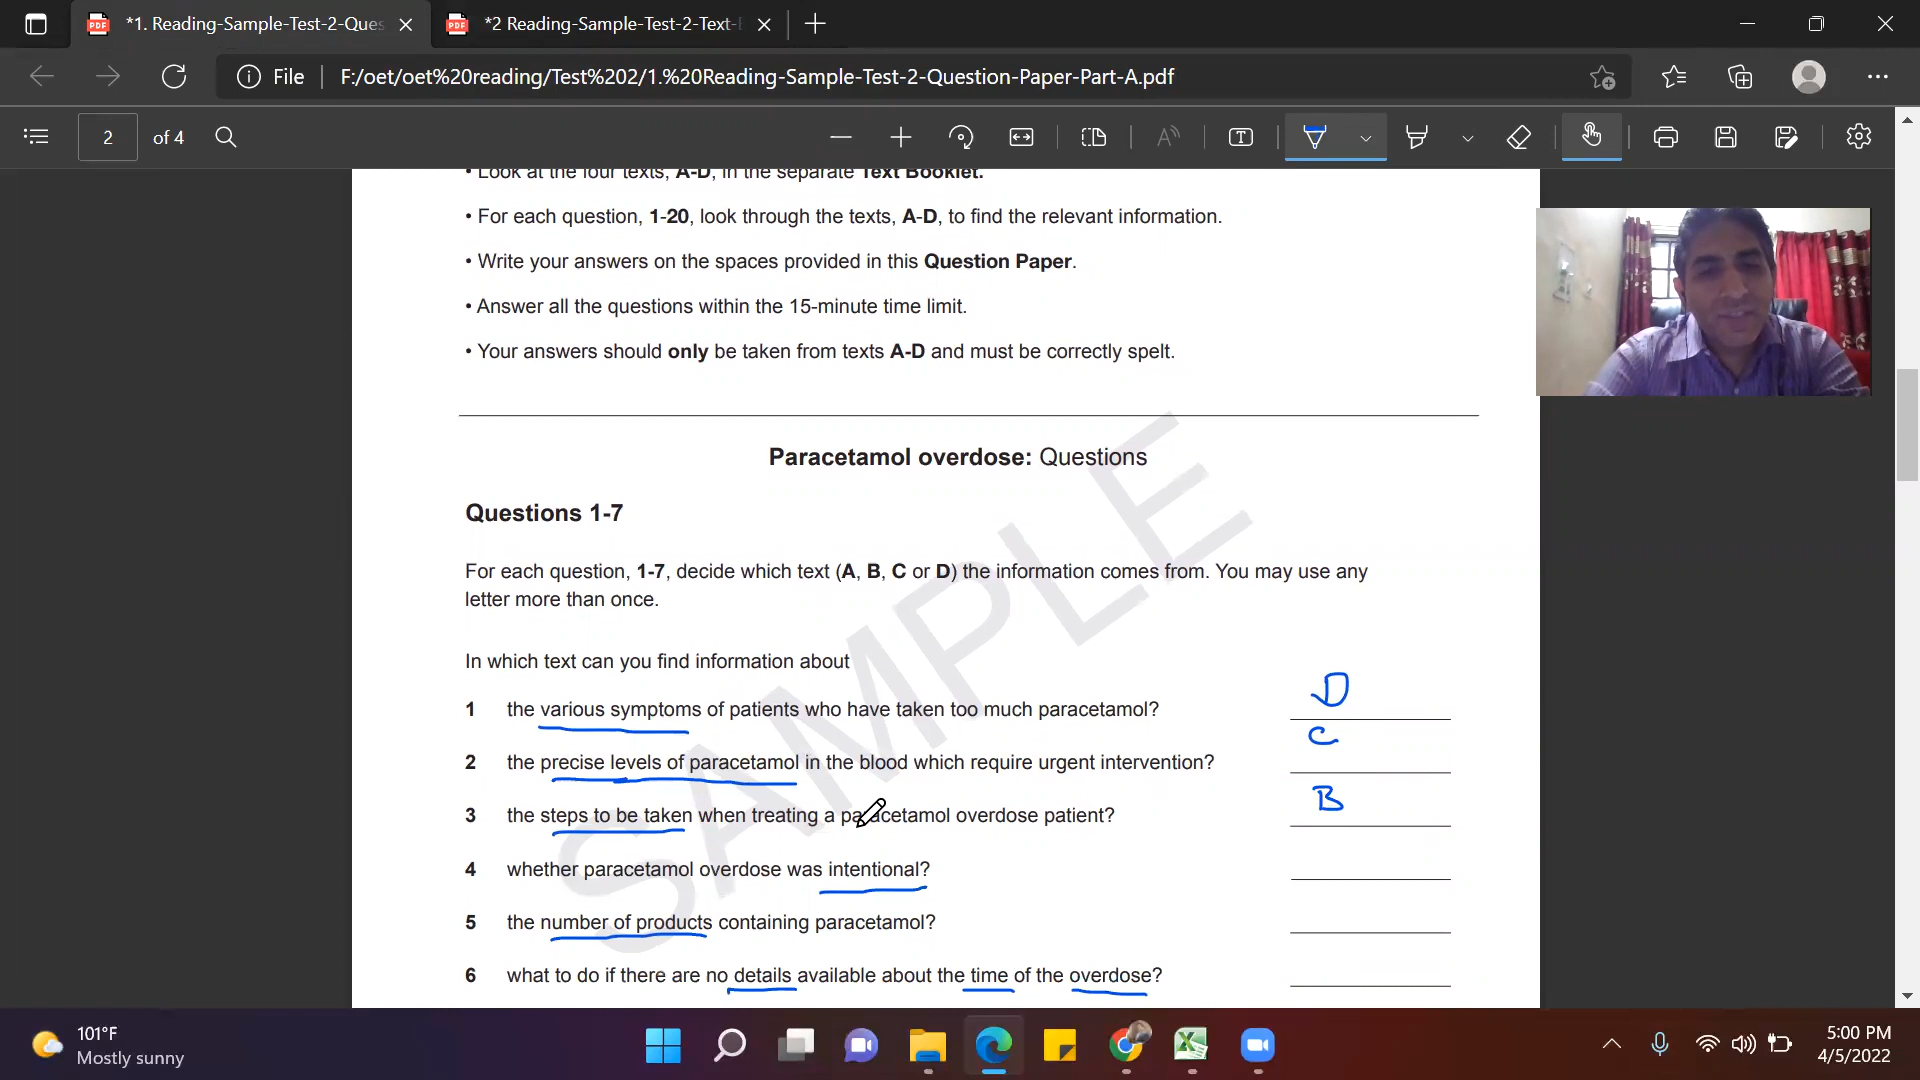 *1. Reading-Sample-Test-2-Ques
*2 Reading-Sample-Test-2-Text-
File
F:/oet/oet%20reading/Test%202/1.%20Reading-Sample-Test-2-Question-Paper-Part-A.pdf
2 of 4
• Look at the four texts, A-D, in the separate Text Booklet.
• For each question, 1-20, look through the texts, A-D, to find the relevant information.
• Write your answers on the spaces provided in this Question Paper.
• Answer all the questions within the 15-minute time limit.
• Your answers should only be taken from texts A-D and must be correctly spelt.
Paracetamol overdose: Questions
Questions 1-7
For each question, 1-7, decide which text (A, B, C or D) the information comes from. You may use any
letter more than once.
In which text can you find information about
1 the various symptoms of patients who have taken too much paracetamol? D
2 the precise levels of paracetamol in the blood which require urgent intervention? C
3 the steps to be taken when treating a paracetamol overdose patient? B
4 whether paracetamol overdose was intentional?
5 the number of products containing paracetamol?
6 what to do if there are no details available about the time of the overdose?
SAMPLE
101°F
Mostly sunny
5:00 PM
4/5/2022